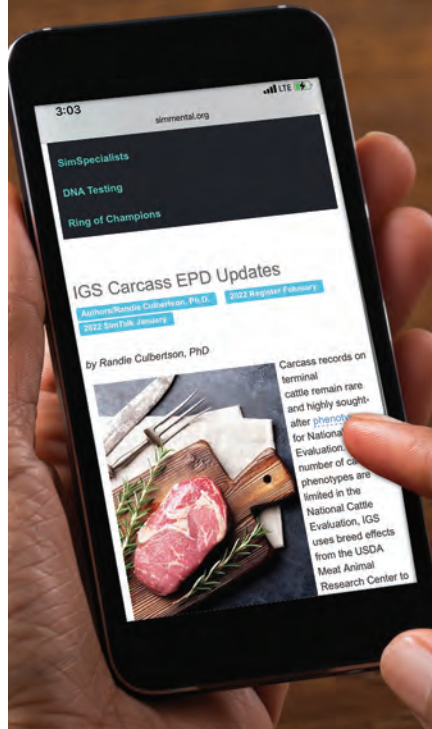 3:03
LTE
simmental.org
SimSpecialists
DNA Testing
Ring of Champions
IGS Carcass EPD Updates
Authors/Randie Culbertson, Ph.D.
2022 Register February
2022 SimTalk January
by Randie Culbertson, PhD
Carcass records on
terminal
cattle remain rare
and highly sought-
after
for National
Evaluation.
number of
phenotypes are
limited in the
National Cattle
Evaluation, IGS
uses breed effects
from the USDA
Meat Animal
Research Center to